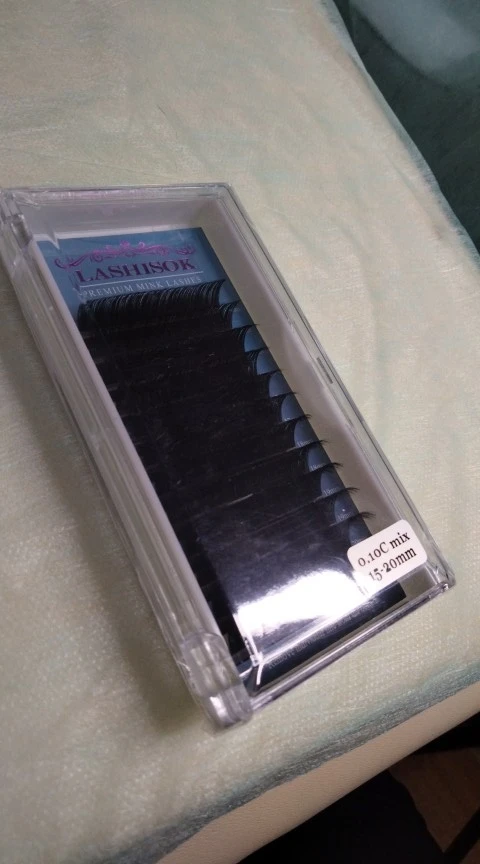 LASHISOK
PREMIUM MINK LASHES
0.10C mix
15-20mm